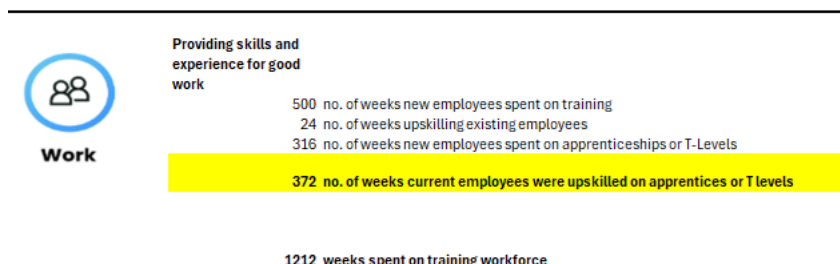 Providing skills and
experience for good
work
500 no. of weeks new employees spent on training
24 no. of weeks upskilling existing employees
316 no. of weeks new employees spent on apprenticeships or T-Levels
Work
372 no. of weeks current employees were upskilled on apprentices or T levels
1212 weeks spent on training workforce